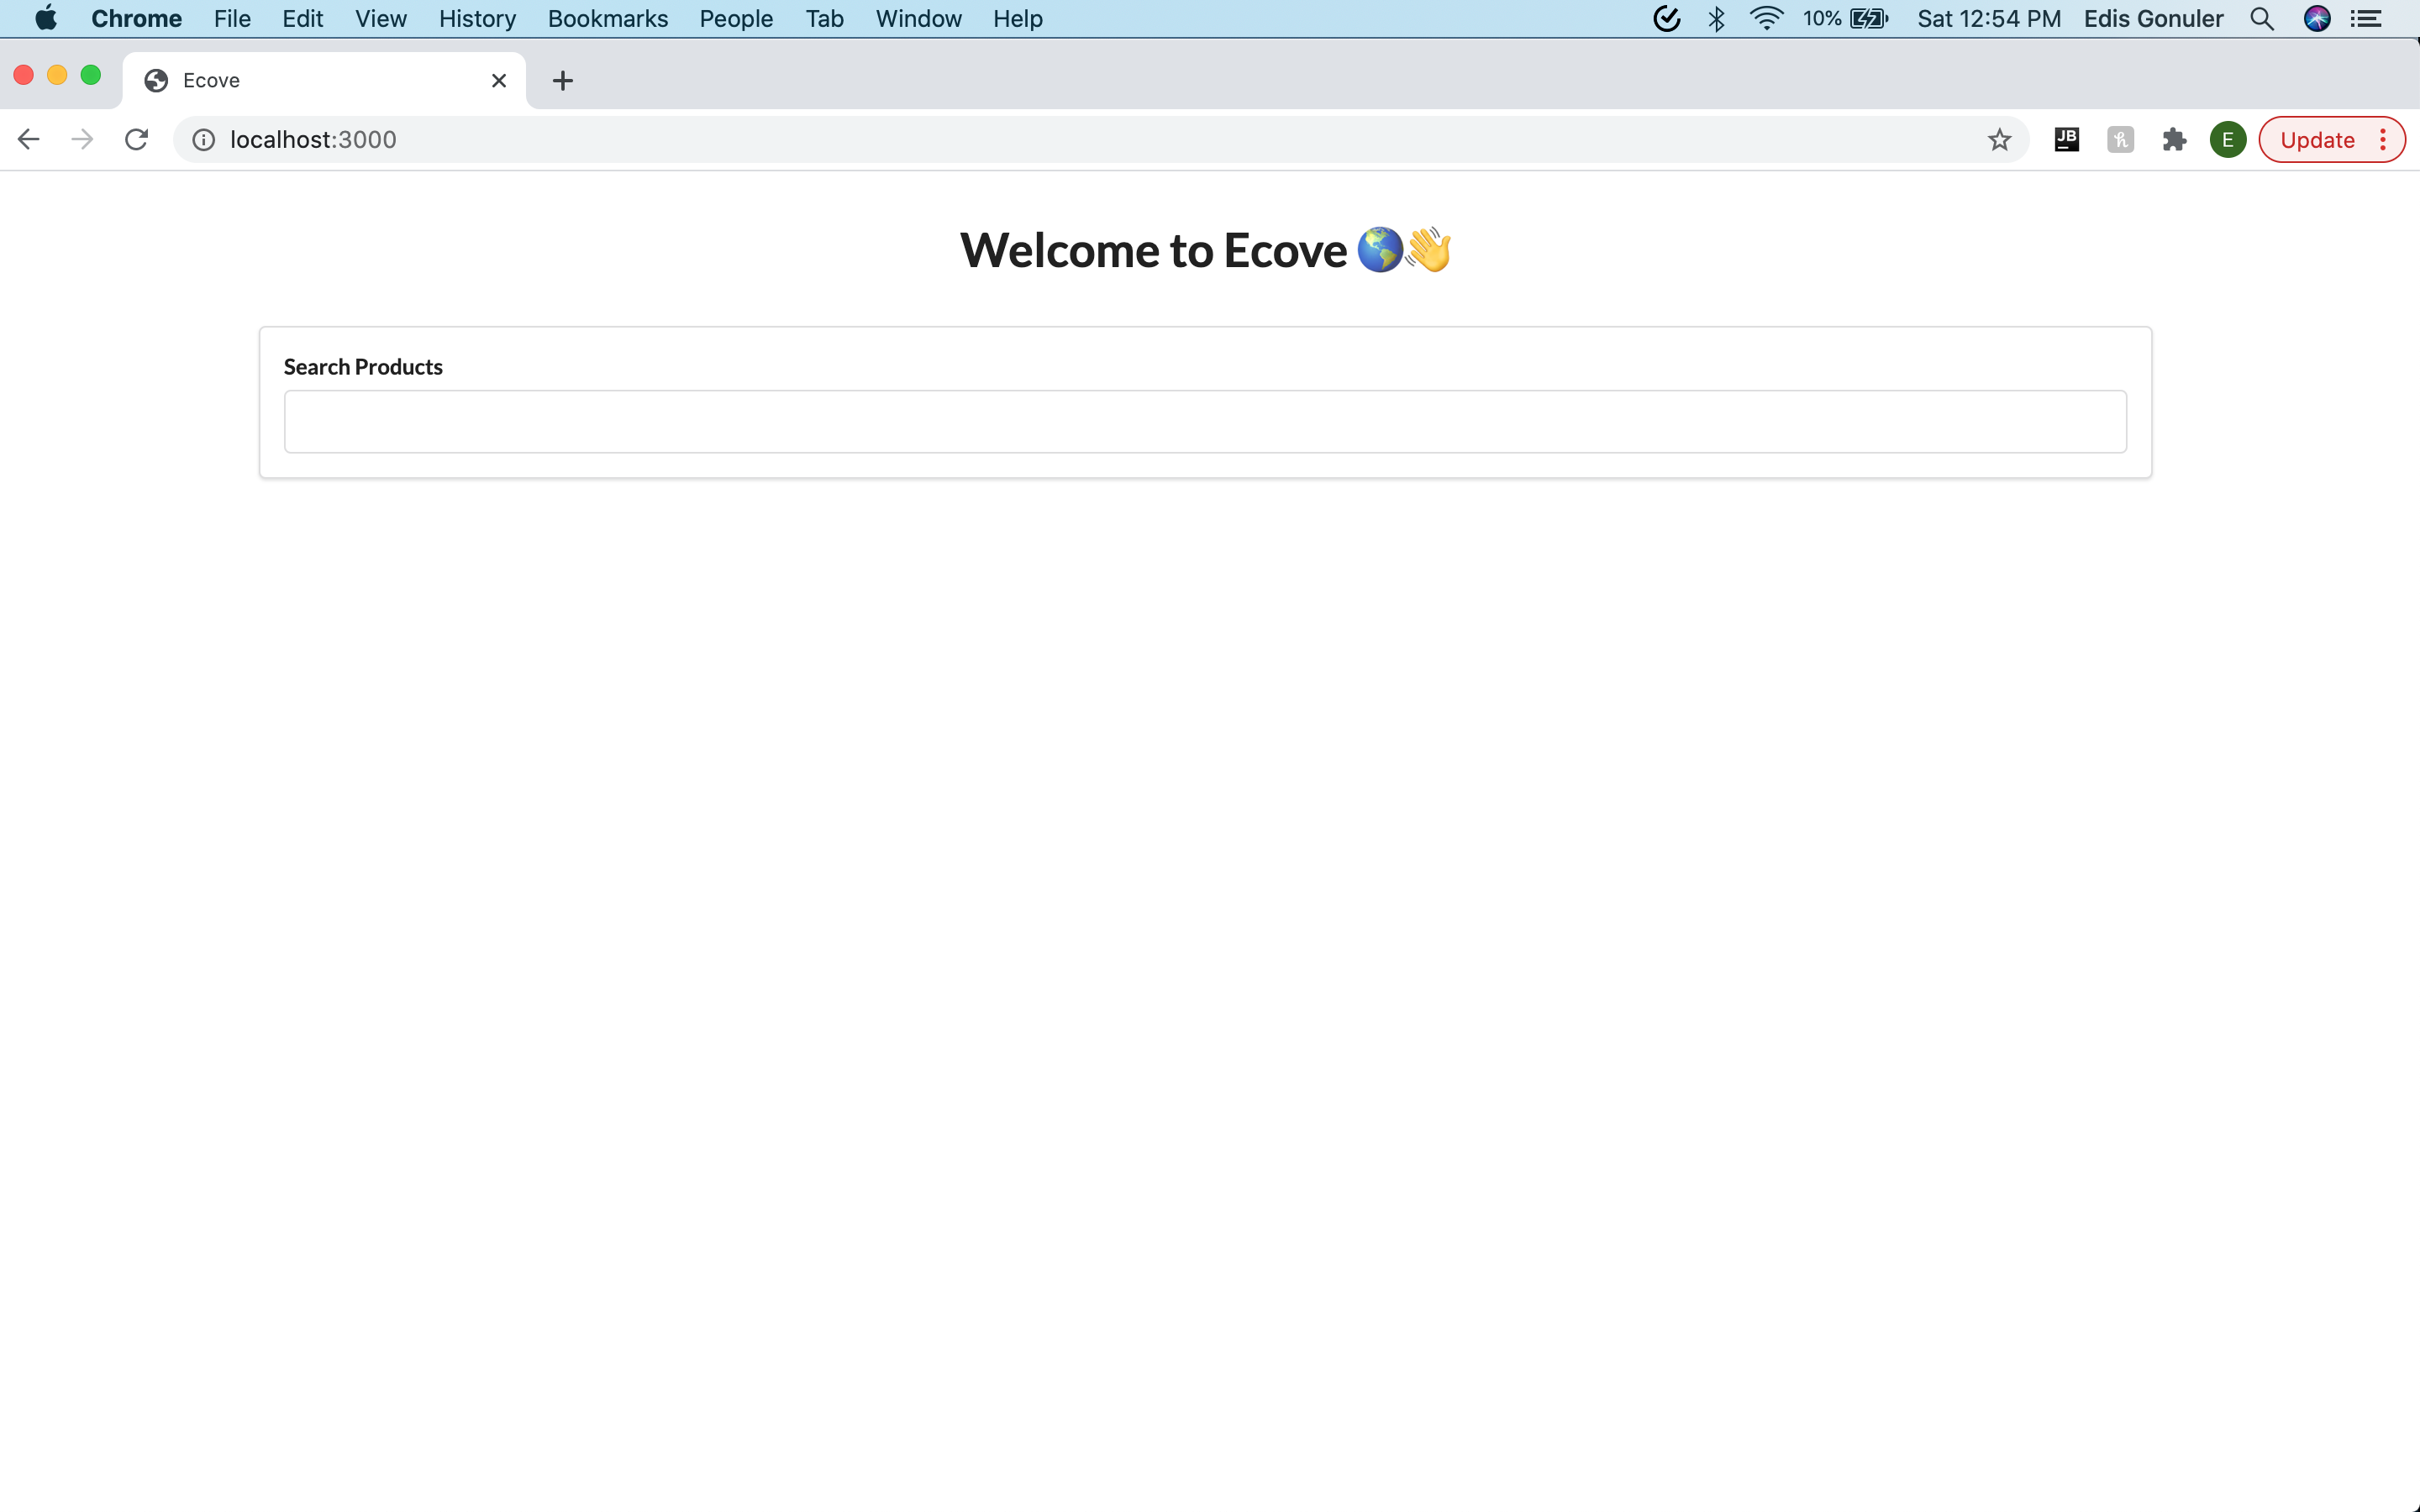 Chrome File Edit View History Bookmarks People Tab Window Help 10% Sat 12:54 PM Edis Gonuler
Ecove
localhost:3000 JB h E Update
Welcome to Ecove 🌎👋
Search Products